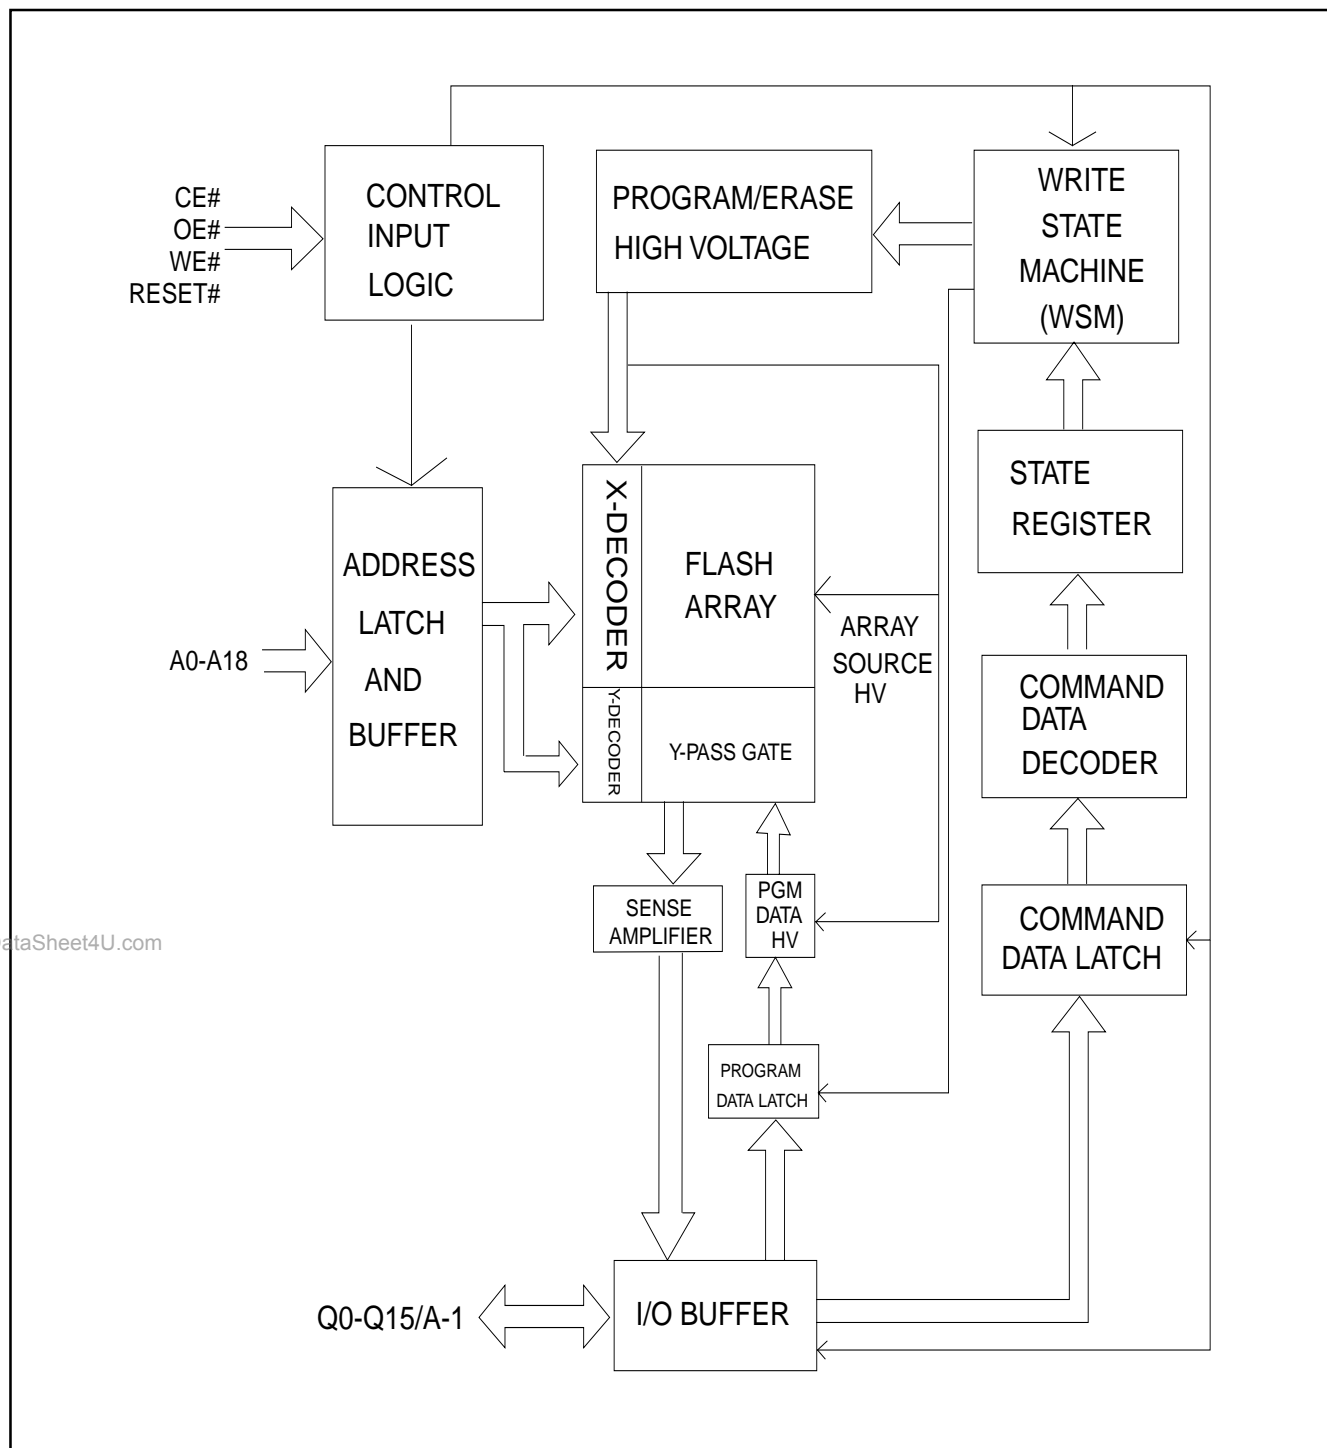 CE#
OE#
WE#
RESET#
CONTROL
INPUT
LOGIC
PROGRAM/ERASE
HIGH VOLTAGE
WRITE
STATE
MACHINE
(WSM)
STATE
REGISTER
ADDRESS
LATCH
AND
BUFFER
A0-A18
X-DECODER
FLASH
ARRAY
ARRAY
SOURCE
HV
Y-DECODER
Y-PASS GATE
COMMAND
DATA
DECODER
SENSE
AMPLIFIER
PGM
DATA
HV
COMMAND
DATA LATCH
ataSheet4U.com
PROGRAM
DATA LATCH
Q0-Q15/A-1
I/O BUFFER